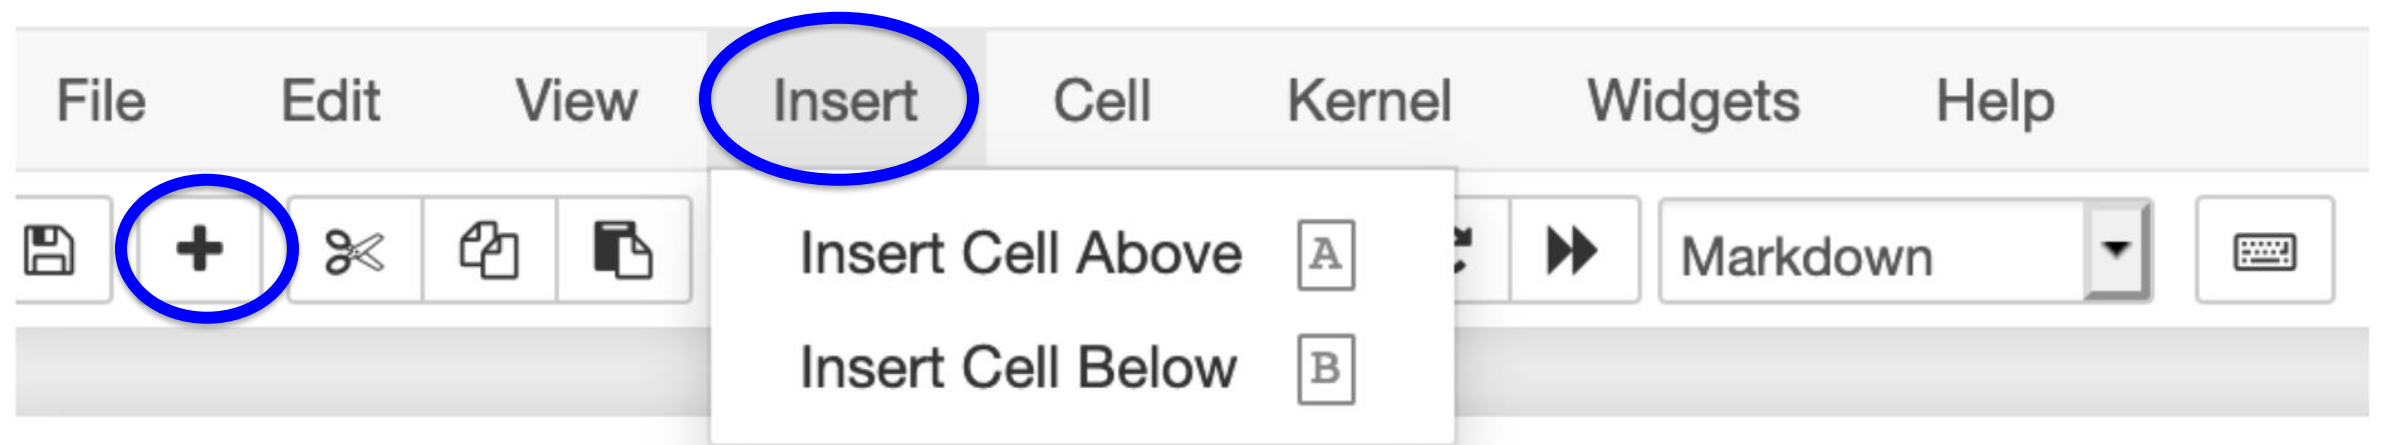 File Edit View Insert Cell Kernel Widgets Help
Markdown
Insert Cell Above A
Insert Cell Below B